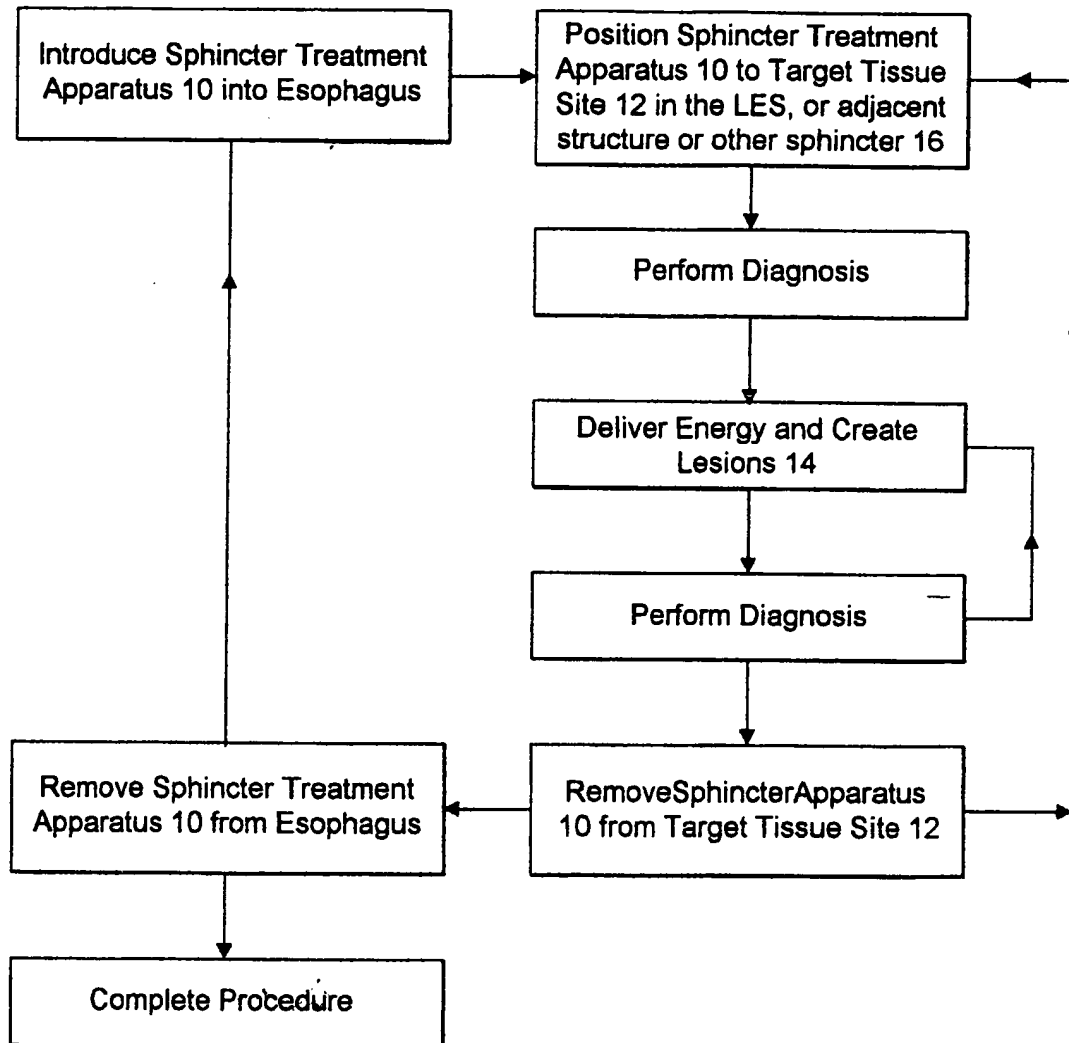 Introduce Sphincter Treatment
Apparatus 10 into Esophagus
Position Sphincter Treatment
Apparatus 10 to Target Tissue
Site 12 in the LES, or adjacent
structure or other sphincter 16
Perform Diagnosis
Deliver Energy and Create
Lesions 14
Perform Diagnosis
RemoveSphincterApparatus
10 from Target Tissue Site 12
Remove Sphincter Treatment
Apparatus 10 from Esophagus
Complete Procedure